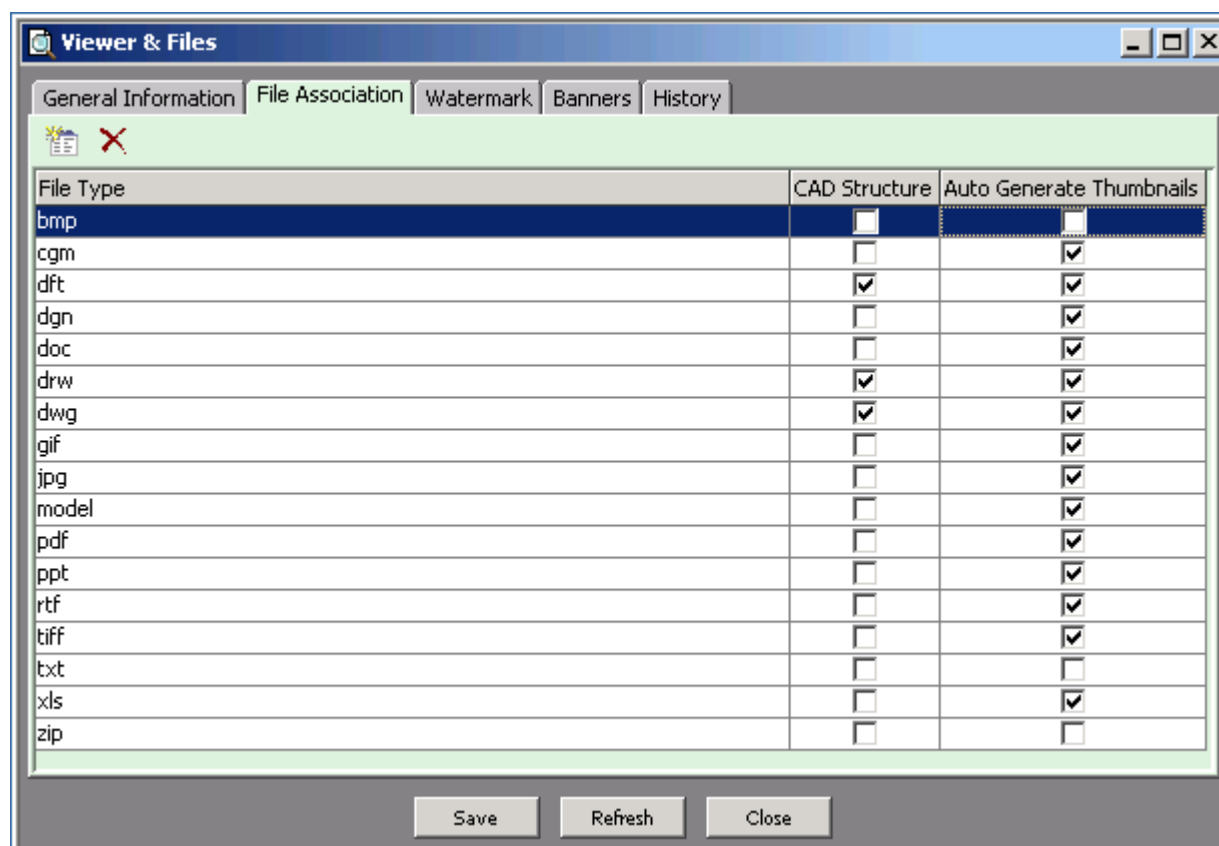 Viewer & Files
General Information File Association Watermark Banners History
File Type CAD Structure Auto Generate Thumbnails
bmp
cgm
dft
dgn
doc
drw
dwg
gif
jpg
model
pdf
ppt
rtf
tiff
txt
xls
zip
Save Refresh Close